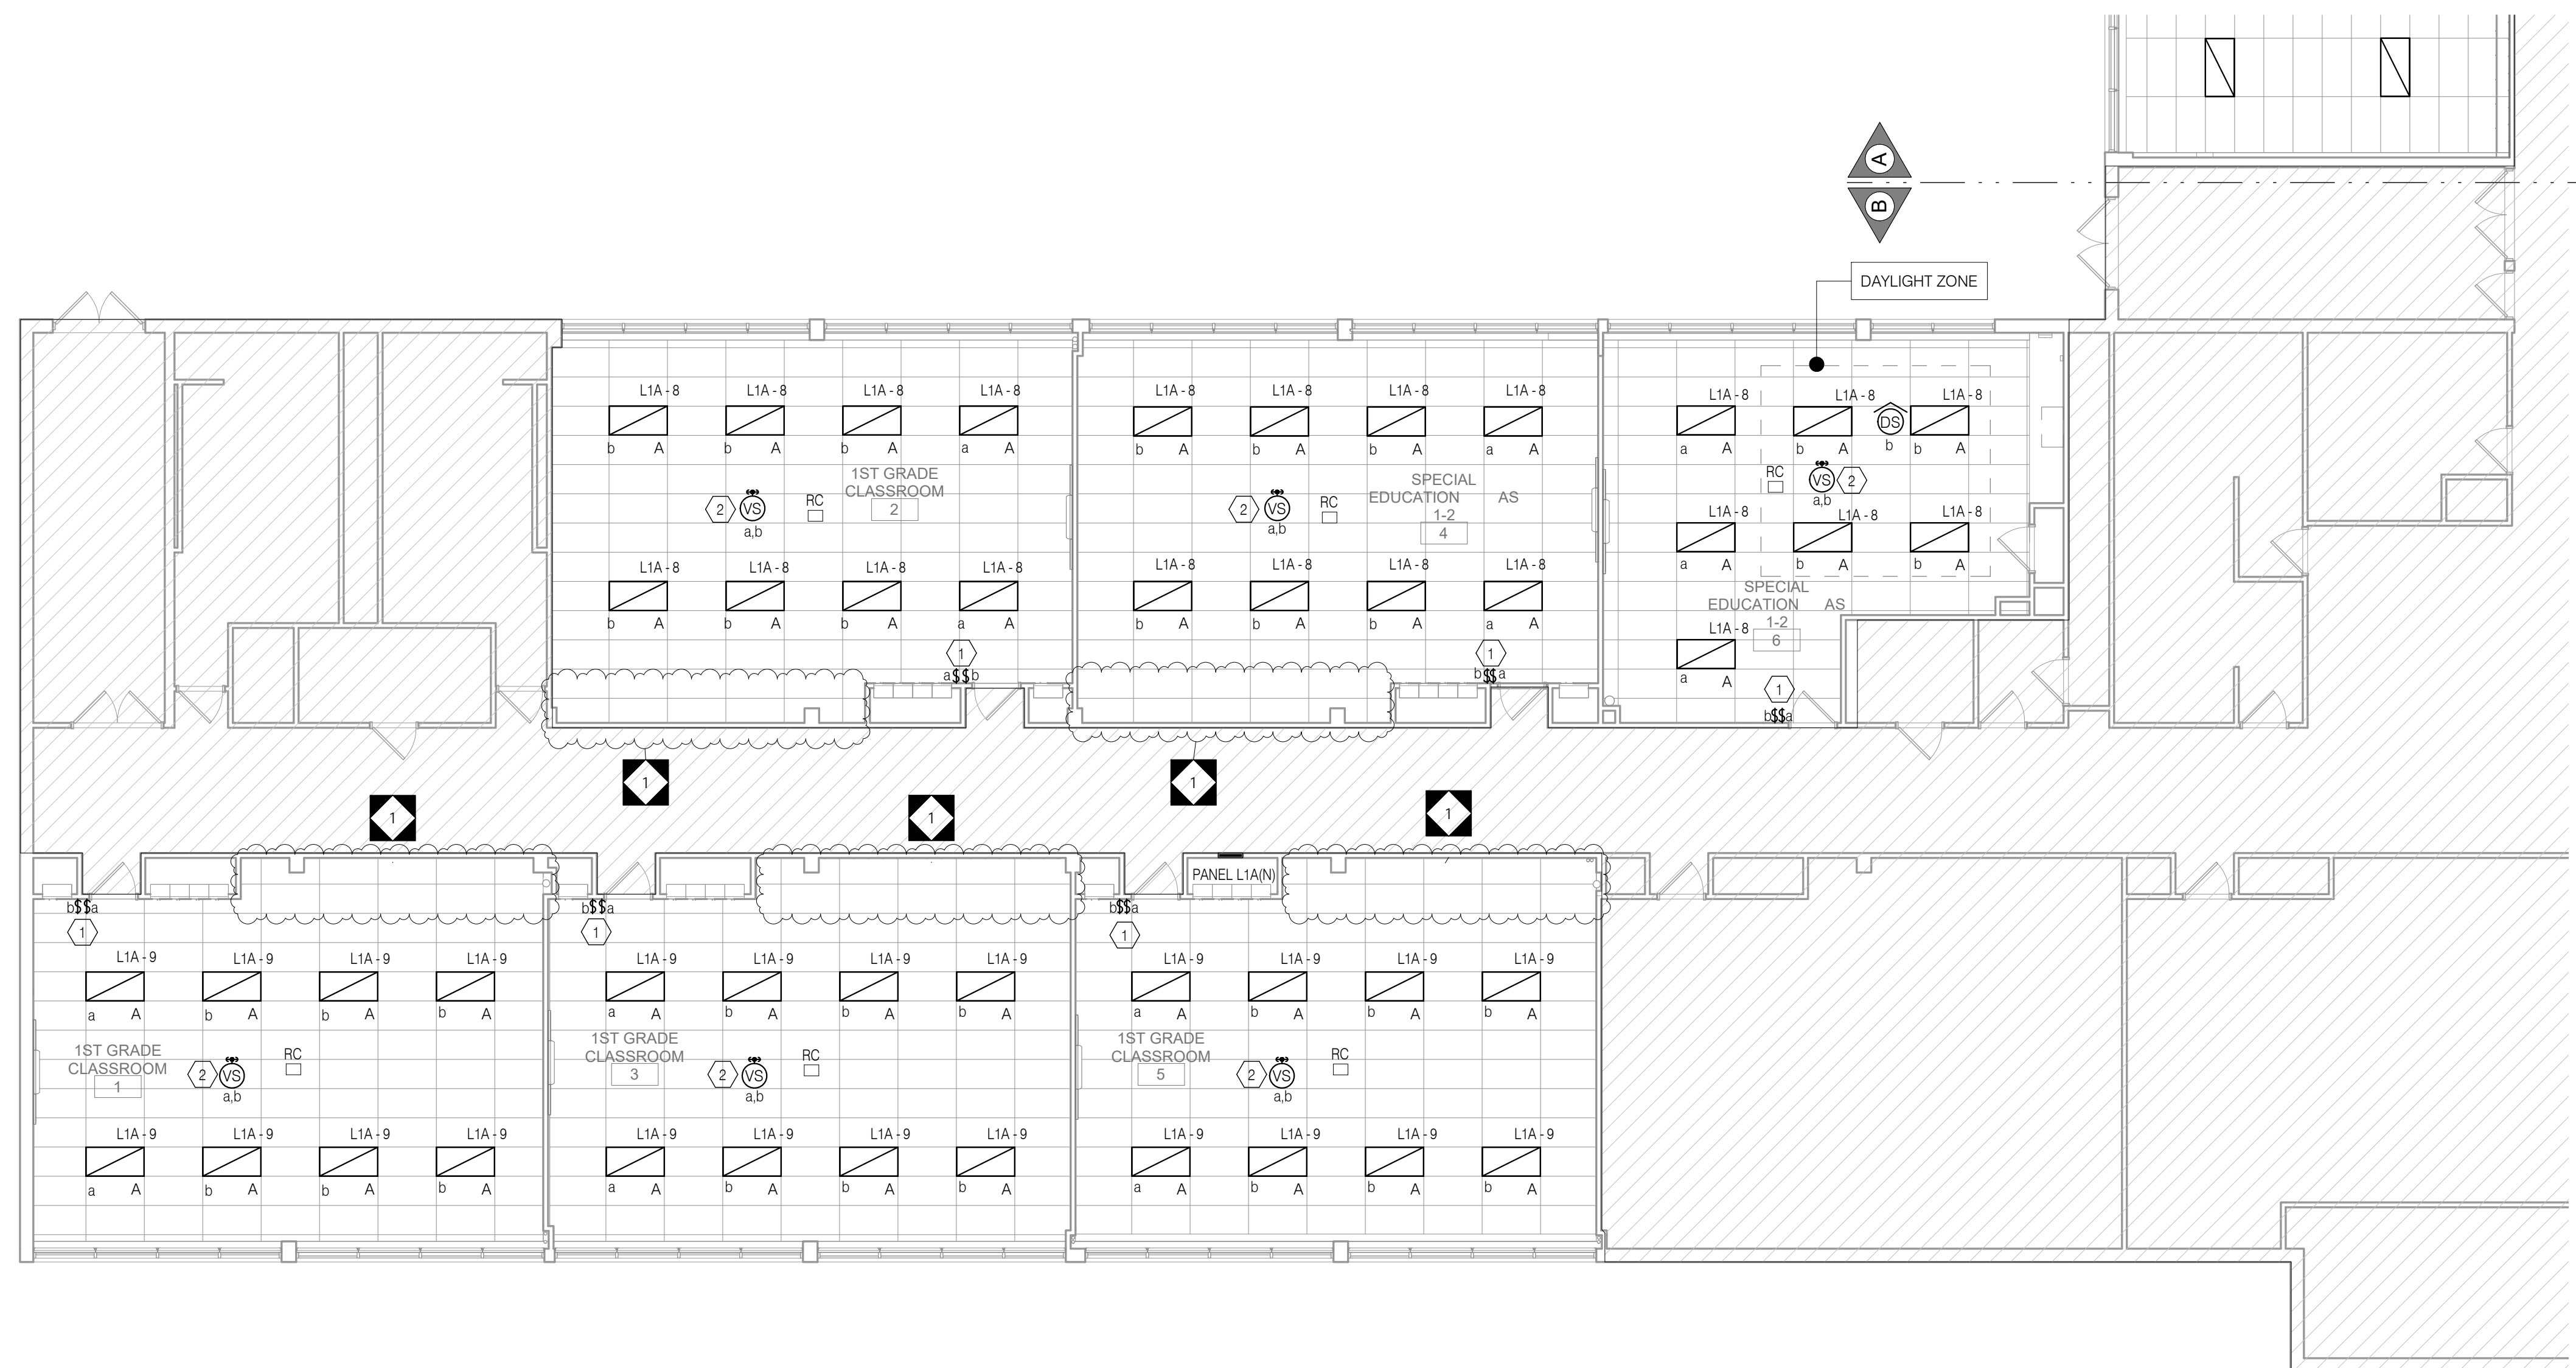 A
B
DAYLIGHT ZONE
L1A - 8 L1A - 8 L1A - 8 L1A - 8 L1A - 8 L1A - 8 L1A - 8 L1A - 8 L1A - 8 L1A - 8 L1A - 8
DS
b A b A b A a A b A b A b A a A a A b A b b A
1ST GRADE
CLASSROOM
2
2 VS RC
a,b
SPECIAL
EDUCATION AS
1-2
4
2 VS RC
a,b
RC VS 2
a,b
L1A - 8 L1A - 8 L1A - 8 L1A - 8 L1A - 8 L1A - 8 L1A - 8 L1A - 8 L1A - 8 L1A - 8 L1A - 8
b A b A b A a A b A b A b A a A a A b A b A
SPECIAL
EDUCATION AS
1-2
6
L1A - 8
a A
1 1 1
a$$b b$$a b$$a
1 1
1 1 1
PANEL L1A(N)
b$$a b$$a b$$a
1 1 1
L1A - 9 L1A - 9 L1A - 9 L1A - 9 L1A - 9 L1A - 9 L1A - 9 L1A - 9 L1A - 9 L1A - 9 L1A - 9 L1A - 9
a A b A b A b A a A b A b A b A a A b A b A b A
1ST GRADE
CLASSROOM
1
2 VS RC
a,b
1ST GRADE
CLASSROOM
3
2 VS RC
a,b
1ST GRADE
CLASSROOM
5
2 VS RC
a,b
L1A - 9 L1A - 9 L1A - 9 L1A - 9 L1A - 9 L1A - 9 L1A - 9 L1A - 9 L1A - 9 L1A - 9 L1A - 9 L1A - 9
a A b A b A b A a A b A b A b A a A b A b A b A